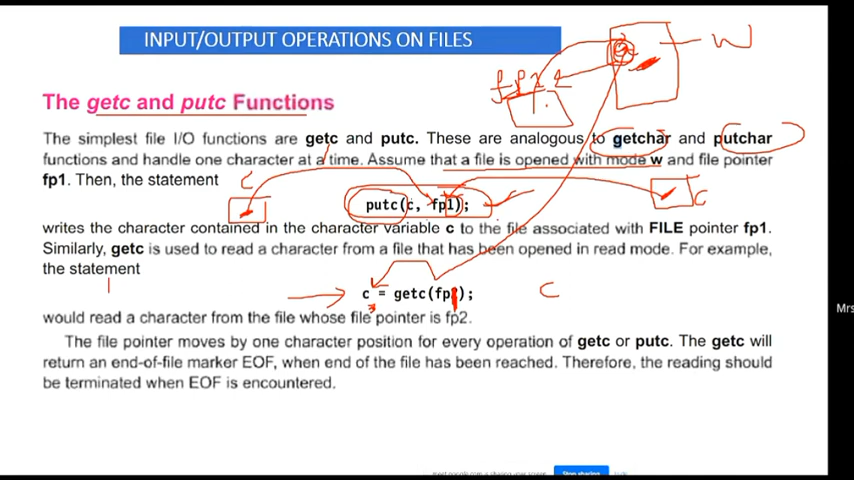 INPUT/OUTPUT OPERATIONS ON FILES
W
The getc and putc Functions
The simplest file I/O functions are getc and putc. These are analogous to getchar and putchar
functions and handle one character at a time. Assume that a file is opened with mode w and file pointer
fp1. Then, the statement
c
c
putc(c, fp1);
writes the character contained in the character variable c to the file associated with FILE pointer fp1.
Similarly, getc is used to read a character from a file that has been opened in read mode. For example,
the statement
c = getc(fp2);
c
would read a character from the file whose file pointer is fp2.
The file pointer moves by one character position for every operation of getc or putc. The getc will
return an end-of-file marker EOF, when end of the file has been reached. Therefore, the reading should
be terminated when EOF is encountered.
Mrs
Stop sharing